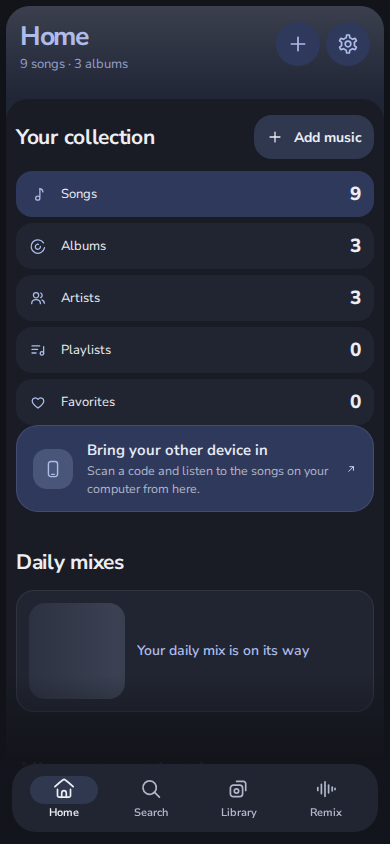 Home
9 songs · 3 albums
Your collection
Add music
Songs
9
Albums
3
Artists
3
Playlists
0
Favorites
0
Bring your other device in
Scan a code and listen to the songs on your
computer from here.
Daily mixes
Your daily mix is on its way
Home
Search
Library
Remix